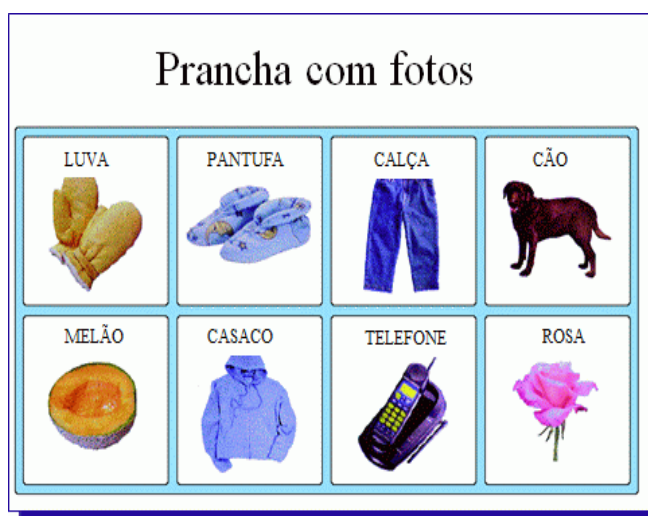 Prancha com fotos
LUVA
PANTUFA
CALÇA
CÃO
MELÃO
CASACO
TELEFONE
ROSA